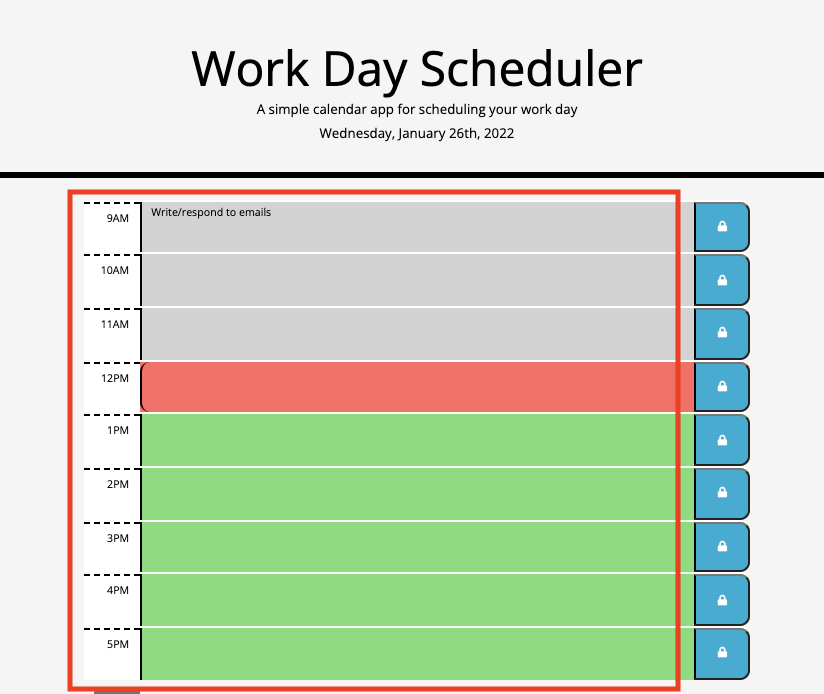 Work Day Scheduler
A simple calendar app for scheduling your work day
Wednesday, January 26th, 2022
9AM Write/respond to emails
10AM
11AM
12PM
1PM
2PM
3PM
4PM
5PM